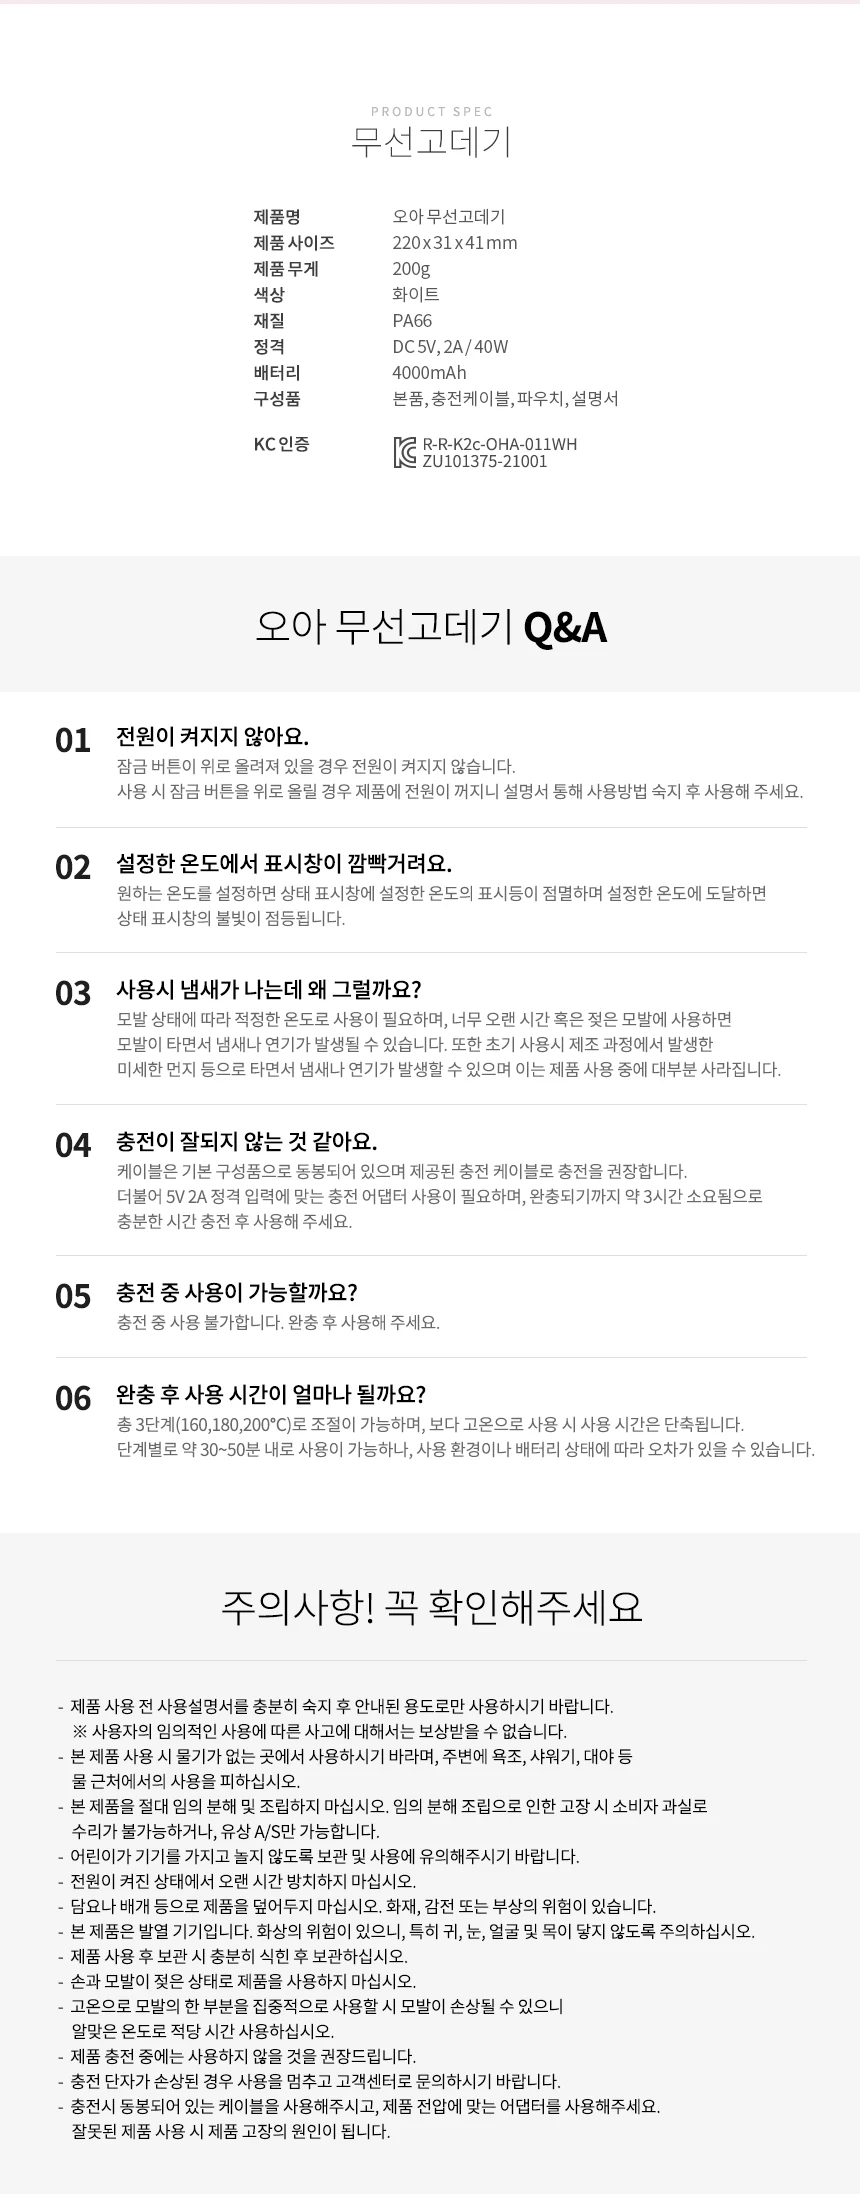 PRODUCT SPEC
무선고데기
제품명 오아 무선고데기
제품 사이즈 220 x 31 x 41 mm
제품 무게 200g
색상 화이트
재질 PA66
정격 DC 5V, 2A / 40W
배터리 4000mAh
구성품 본품, 충전케이블, 파우치, 설명서
KC 인증 R-R-K2c-OHA-011WH
ZU101375-21001
오아 무선고데기 Q&A
01 전원이 켜지지 않아요.
잠금 버튼이 위로 올려져 있을 경우 전원이 켜지지 않습니다.
사용 시 잠금 버튼을 위로 올릴 경우 제품에 전원이 꺼지니 설명서 통해 사용방법 숙지 후 사용해 주세요.
02 설정한 온도에서 표시창이 깜빡거려요.
원하는 온도를 설정하면 상태 표시창에 설정한 온도의 표시등이 점멸하며 설정한 온도에 도달하면
상태 표시창의 불빛이 점등됩니다.
03 사용시 냄새가 나는데 왜 그럴까요?
모발 상태에 따라 적정한 온도로 사용이 필요하며, 너무 오랜 시간 혹은 젖은 모발에 사용하면
모발이 타면서 냄새나 연기가 발생될 수 있습니다. 또한 초기 사용시 제조 과정에서 발생한
미세한 먼지 등으로 타면서 냄새나 연기가 발생할 수 있으며 이는 제품 사용 중에 대부분 사라집니다.
04 충전이 잘되지 않는 것 같아요.
케이블은 기본 구성품으로 동봉되어 있으며 제공된 충전 케이블로 충전을 권장합니다.
더불어 5V 2A 정격 입력에 맞는 충전 어댑터 사용이 필요하며, 완충되기까지 약 3시간 소요됨으로
충분한 시간 충전 후 사용해 주세요.
05 충전 중 사용이 가능할까요?
충전 중 사용 불가합니다. 완충 후 사용해 주세요.
06 완충 후 사용 시간이 얼마나 될까요?
총 3단계(160,180,200°C)로 조절이 가능하며, 보다 고온으로 사용 시 사용 시간은 단축됩니다.
단계별로 약 30~50분 내로 사용이 가능하나, 사용 환경이나 배터리 상태에 따라 오차가 있을 수 있습니다.
주의사항! 꼭 확인해주세요
- 제품 사용 전 사용설명서를 충분히 숙지 후 안내된 용도로만 사용하시기 바랍니다.
※ 사용자의 임의적인 사용에 따른 사고에 대해서는 보상받을 수 없습니다.
- 본 제품 사용 시 물기가 없는 곳에서 사용하시기 바라며, 주변에 욕조, 샤워기, 대야 등
물 근처에서의 사용을 피하십시오.
- 본 제품을 절대 임의 분해 및 조립하지 마십시오. 임의 분해 조립으로 인한 고장 시 소비자 과실로
수리가 불가능하거나, 유상 A/S만 가능합니다.
- 어린이가 기기를 가지고 놀지 않도록 보관 및 사용에 유의해주시기 바랍니다.
- 전원이 켜진 상태에서 오랜 시간 방치하지 마십시오.
- 담요나 배개 등으로 제품을 덮어두지 마십시오. 화재, 감전 또는 부상의 위험이 있습니다.
- 본 제품은 발열 기기입니다. 화상의 위험이 있으니, 특히 귀, 눈, 얼굴 및 목이 닿지 않도록 주의하십시오.
- 제품 사용 후 보관 시 충분히 식힌 후 보관하십시오.
- 손과 모발이 젖은 상태로 제품을 사용하지 마십시오.
- 고온으로 모발의 한 부분을 집중적으로 사용할 시 모발이 손상될 수 있으니
알맞은 온도로 적당 시간 사용하십시오.
- 제품 충전 중에는 사용하지 않을 것을 권장드립니다.
- 충전 단자가 손상된 경우 사용을 멈추고 고객센터로 문의하시기 바랍니다.
- 충전시 동봉되어 있는 케이블을 사용해주시고, 제품 전압에 맞는 어댑터를 사용해주세요.
잘못된 제품 사용 시 제품 고장의 원인이 됩니다.